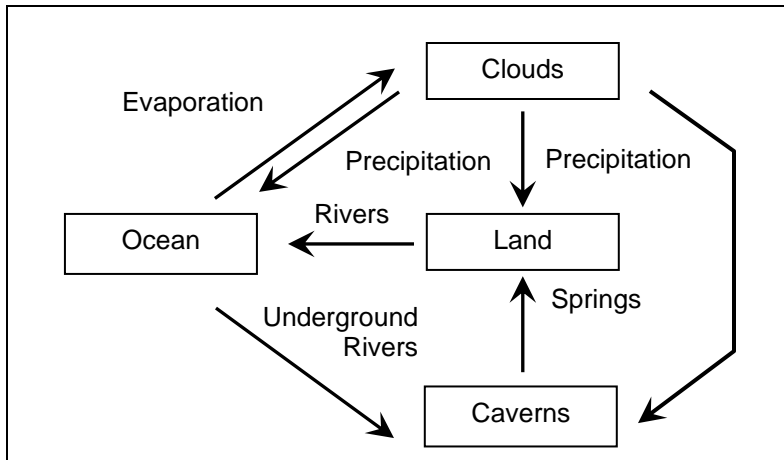 Clouds
Evaporation
Precipitation
Precipitation
Rivers
Ocean
Land
Springs
Underground
Rivers
Caverns